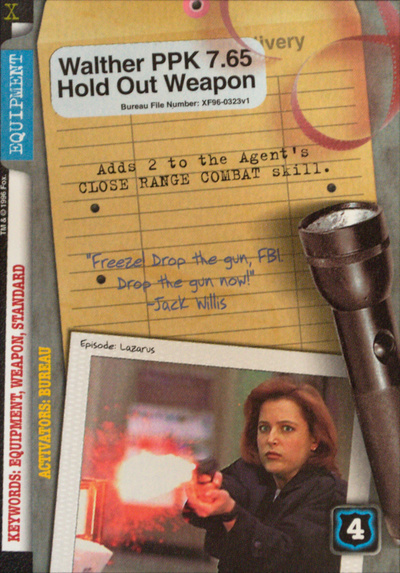 X
EQUIPMENT
TM & © 1996 Fox.
KEYWORDS: EQUIPMENT, WEAPON, STANDARD
ACTIVATORS: BUREAU
Walther PPK 7.65
Hold Out Weapon
Bureau File Number: XF96-0323v1
Adds 2 to the Agent's
CLOSE RANGE COMBAT skill.
"Freeze! Drop the gun, FBI.
Drop the gun now!"
-Jack Willis
Episode: Lazarus
4